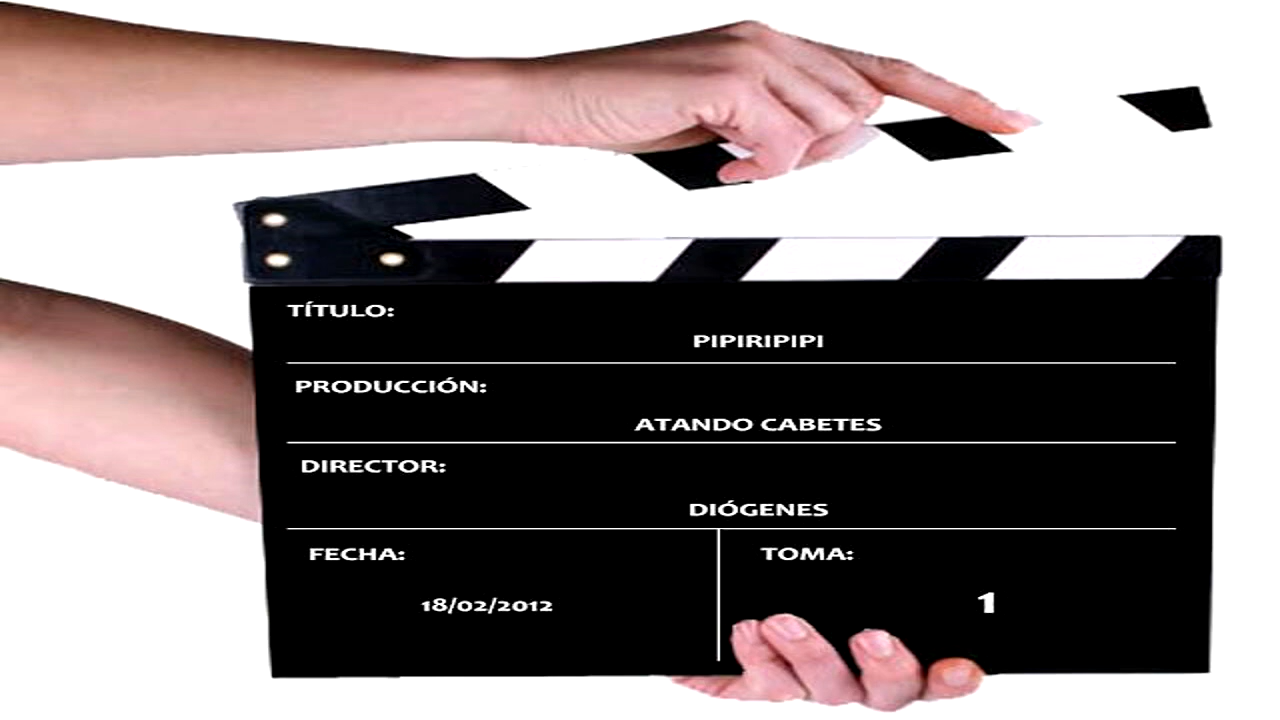 TÍTULO:
PIPIRIPIPI
PRODUCCIÓN:
ATANDO CABETES
DIRECTOR:
DIÓGENES
FECHA:
TOMA:
18/02/2012
1